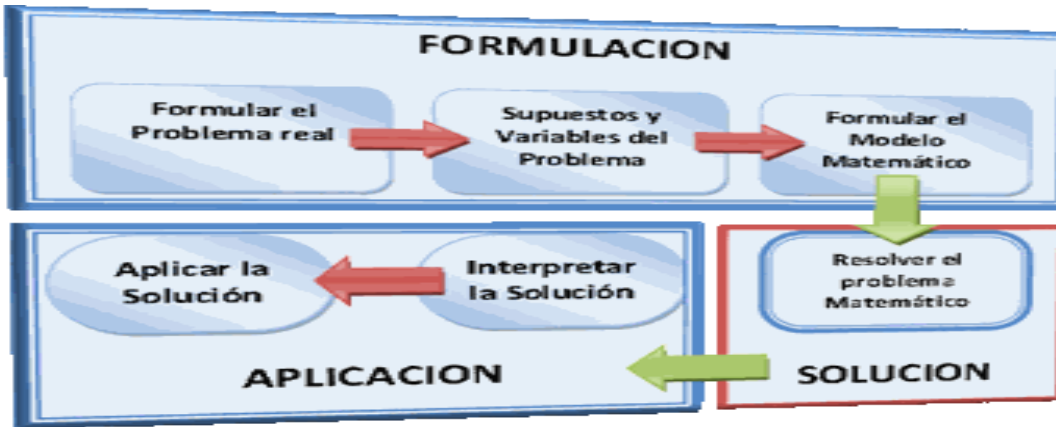 FORMULACION
Formular el
Problema real
Supuestos y
Variables del
Problema
Formular el
Modelo
Matemático
Resolver el
problema
Matemático
SOLUCION
Interpretar
la Solución
Aplicar la
Solución
APLICACION